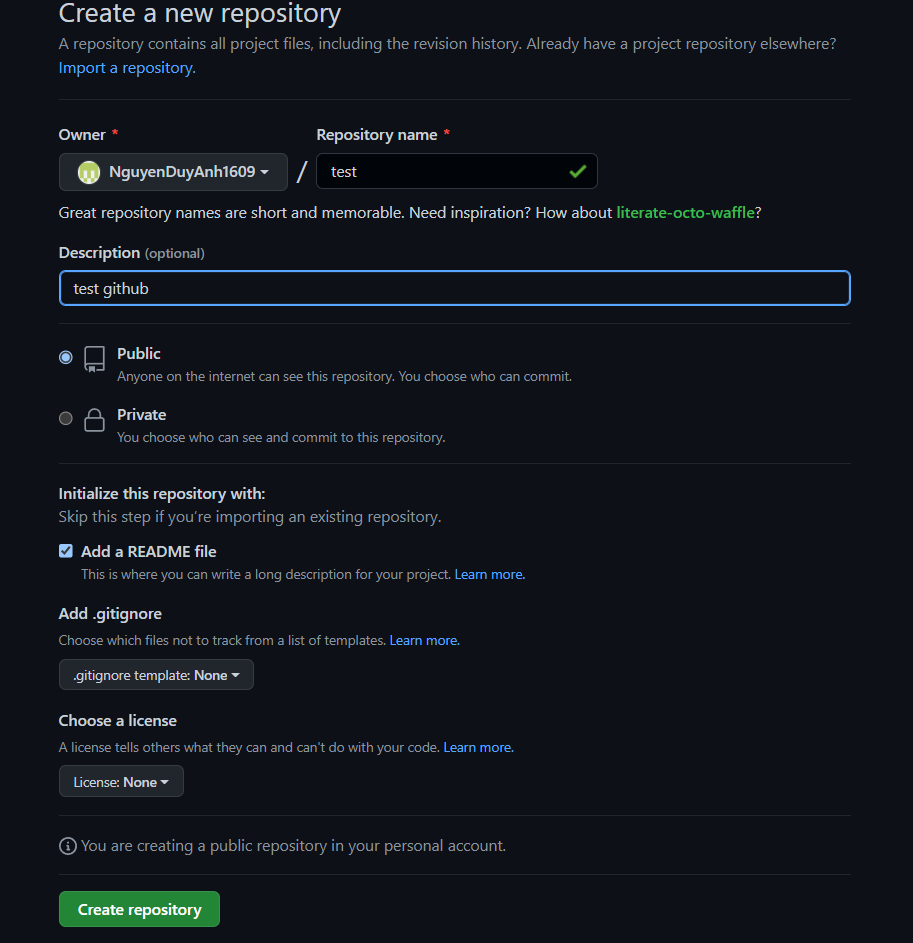 Create a new repository
A repository contains all project files, including the revision history. Already have a project repository elsewhere?
Import a repository.
Owner *
Repository name *
NguyenDuyAnh1609
/
test
Great repository names are short and memorable. Need inspiration? How about literate-octo-waffle?
Description (optional)
test github
Public
Anyone on the internet can see this repository. You choose who can commit.
Private
You choose who can see and commit to this repository.
Initialize this repository with:
Skip this step if you’re importing an existing repository.
Add a README file
This is where you can write a long description for your project. Learn more.
Add .gitignore
Choose which files not to track from a list of templates. Learn more.
.gitignore template: None
Choose a license
A license tells others what they can and can't do with your code. Learn more.
License: None
You are creating a public repository in your personal account.
Create repository